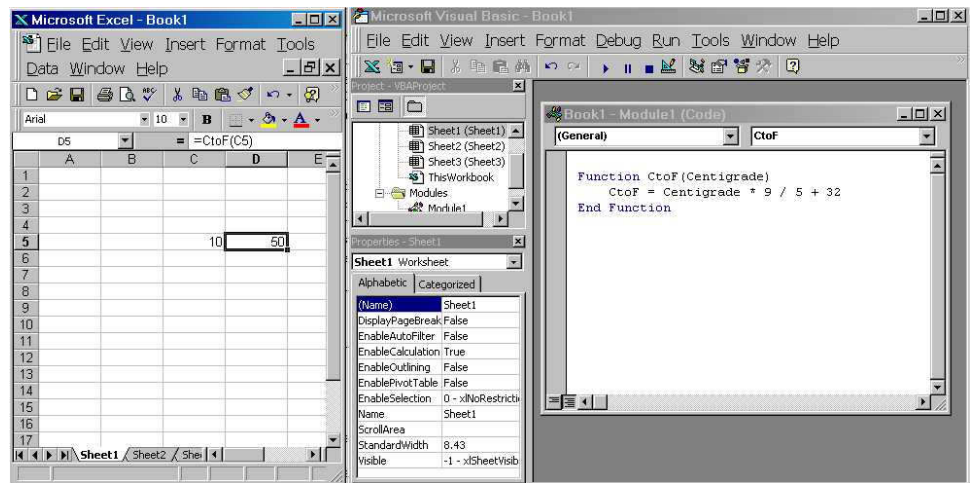 Microsoft Excel - Book1
File Edit View Insert Format Tools
Data Window Help
Arial 10 B A
D5 = =CtoF(C5)
A B C D E
1
2
3
4
5 10 50
6
7
8
9
10
11
12
13
14
15
16
17
Sheet1 Sheet2 She
Microsoft Visual Basic - Book1
File Edit View Insert Format Debug Run Tools Window Help
Project - VBAProject
Sheet1 (Sheet1)
Sheet2 (Sheet2)
Sheet3 (Sheet3)
ThisWorkbook
Modules
Module1
Properties - Sheet1
Sheet1 Worksheet
Alphabetic Categorized
(Name) Sheet1
DisplayPageBreak False
EnableAutoFilter False
EnableCalculation True
EnableOutlining False
EnablePivotTable False
EnableSelection 0 - xlNoRestricti
Name Sheet1
ScrollArea
StandardWidth 8.43
Visible -1 - xlSheetVisib
Book1 - Module1 (Code)
(General) CtoF
Function CtoF(Centigrade)
CtoF = Centigrade * 9 / 5 + 32
End Function